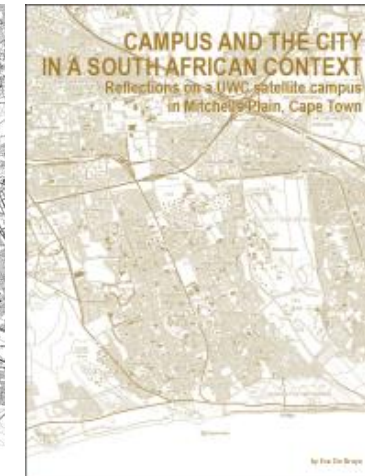 CAMPUS AND THE CITY
IN A SOUTH AFRICAN CONTEXT
Reflections on a UWC satellite campus
in Mitchells Plain, Cape Town